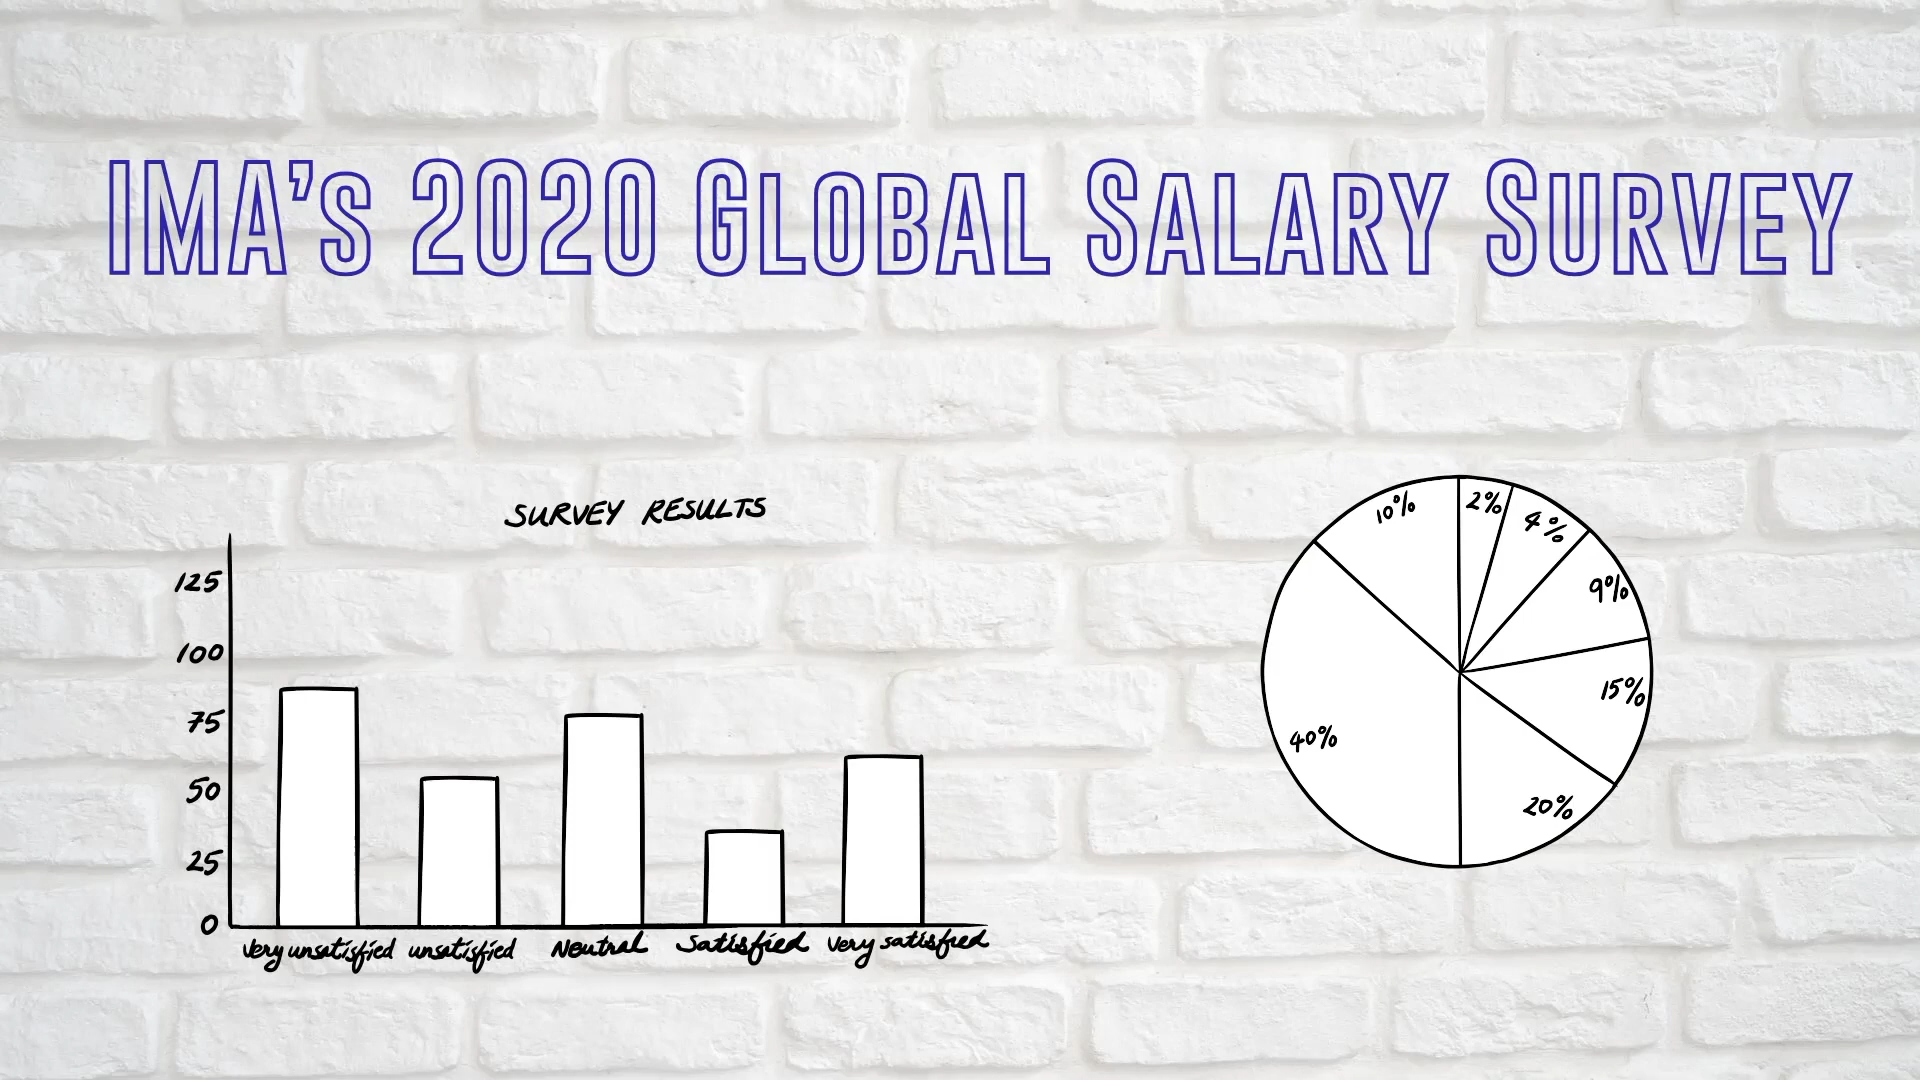 IMA's 2020 Global Salary Survey
SURVEY RESULTS
125
100
75
50
25
0
Very unsatisfied unsatisfied Neutral Satisfied Very satisfied
10% 2% 4%
9%
15%
40%
20%